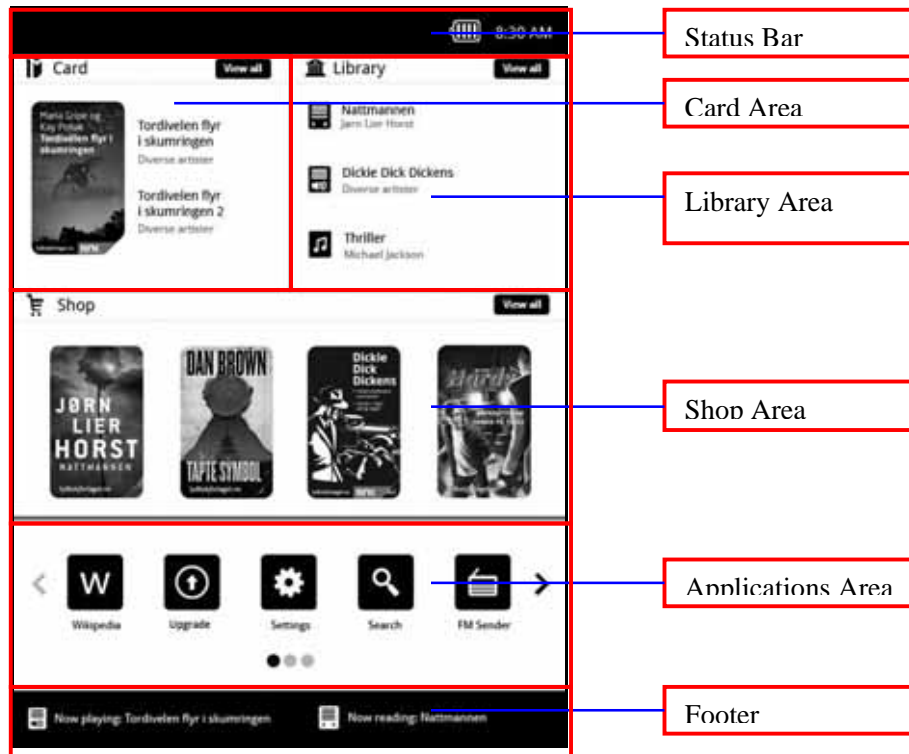 8:30 AM
Status Bar
Card
View all
Library
View all
Card Area
Maria Gripe og
Kay Pollak
Tordivelen flyr i
skumringen
Tordivelen flyr
i skumringen
Diverse artister
Tordivelen flyr
i skumringen 2
Diverse artister
NRK
Nattmannen
Jørn Lier Horst
Dickie Dick Dickens
Diverse artister
Thriller
Michael Jackson
Library Area
Shop
View all
JØRN
LIER
HORST
NATTMANNEN
DAN BROWN
TAPTE SYMBOL
Dickie
Dick
Dickens
NRK
Shop Area
W
Wikipedia
Upgrade
Settings
Search
FM Sender
Applications Area
Now playing: Tordivelen flyr i skumringen
Now reading: Nattmannen
Footer